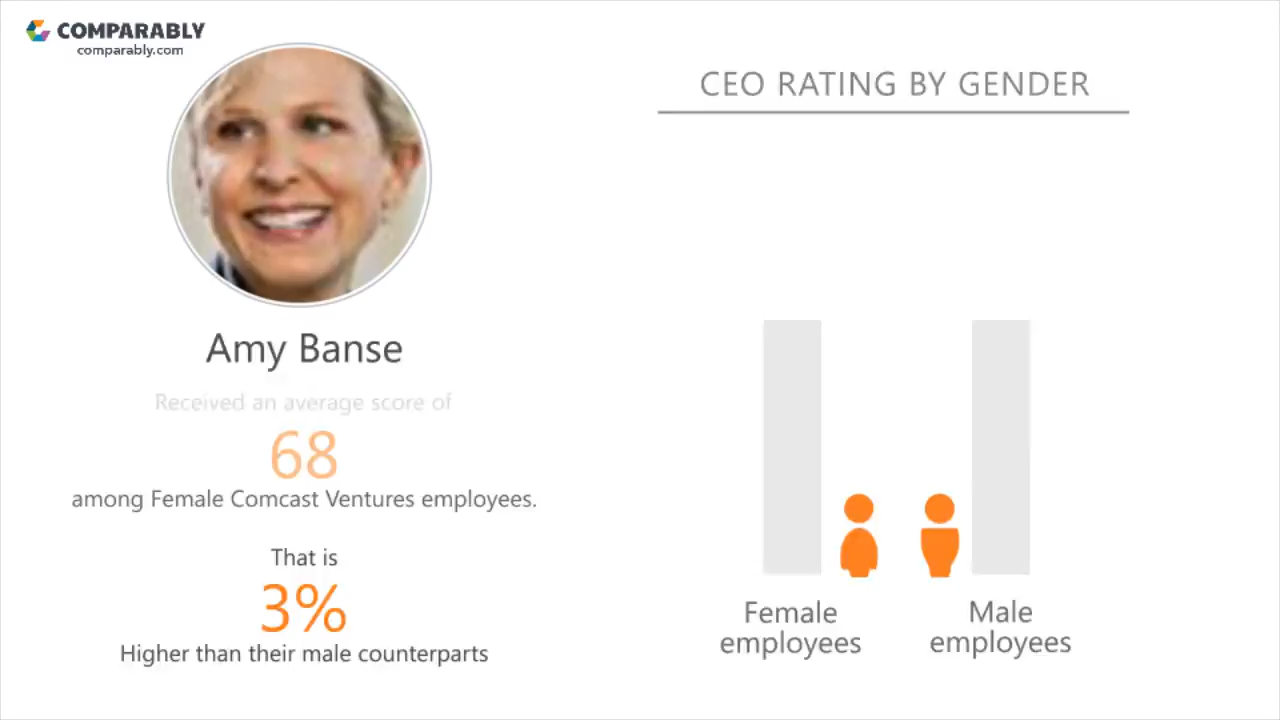 COMPARABLY
comparably.com
CEO RATING BY GENDER
Amy Banse
Received an average score of
68
among Female Comcast Ventures employees.
That is
3%
Higher than their male counterparts
Female
employees
Male
employees